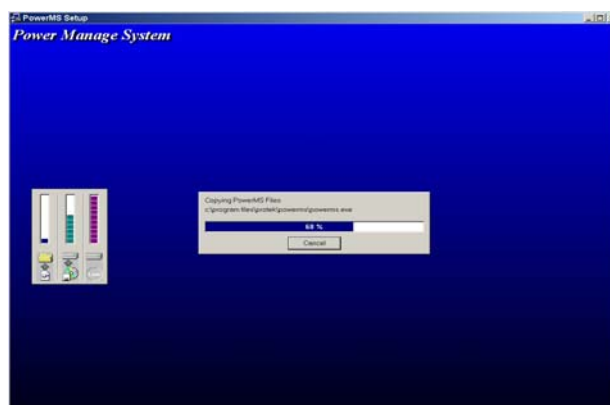 PowerMS Setup
Power Manage System
Copying PowerMS Files
c:\program files\protek\powerms\powerms.exe
68 %
Cancel